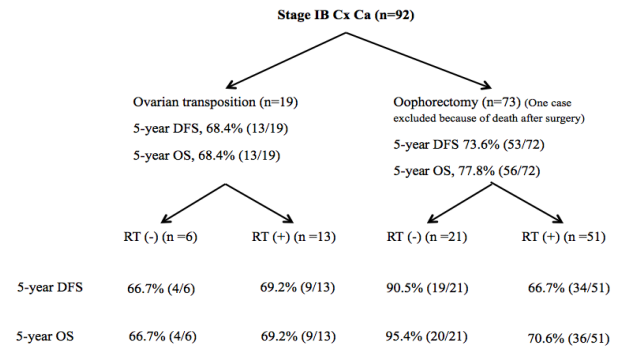 Stage IB Cx Ca (n=92)
Ovarian transposition (n=19)
5-year DFS, 68.4% (13/19)
5-year OS, 68.4% (13/19)
Oophorectomy (n=73) (One case
excluded because of death after surgery)
5-year DFS 73.6% (53/72)
5-year OS, 77.8% (56/72)
RT (-) (n =6) RT (+) (n =13) RT (-) (n =21) RT (+) (n =51)
5-year DFS 66.7% (4/6) 69.2% (9/13) 90.5% (19/21) 66.7% (34/51)
5-year OS 66.7% (4/6) 69.2% (9/13) 95.4% (20/21) 70.6% (36/51)